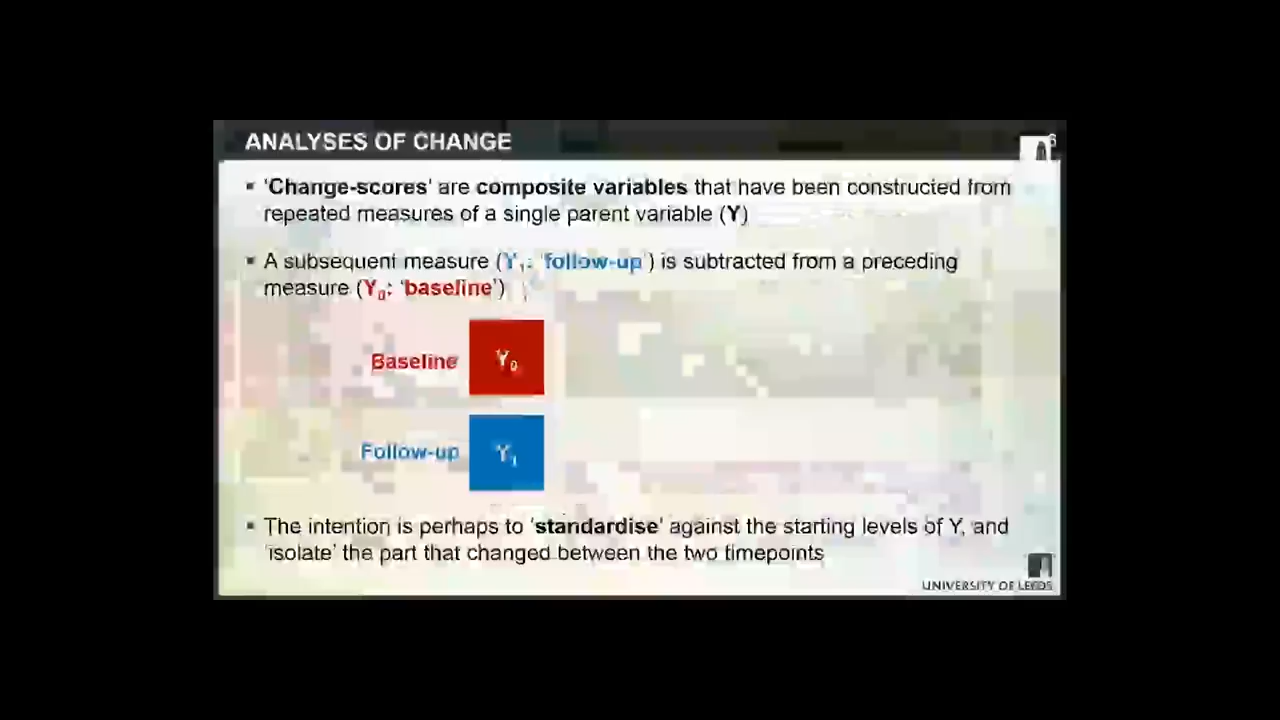 ANALYSES OF CHANGE
6
▪ 'Change-scores' are composite variables that have been constructed from
repeated measures of a single parent variable (Y)
▪ A subsequent measure (Y₁: 'follow-up') is subtracted from a preceding
measure (Y₀: 'baseline')
Baseline Y₀
Follow-up Y₁
▪ The intention is perhaps to 'standardise' against the starting levels of Y, and
'isolate' the part that changed between the two timepoints
UNIVERSITY OF LEEDS